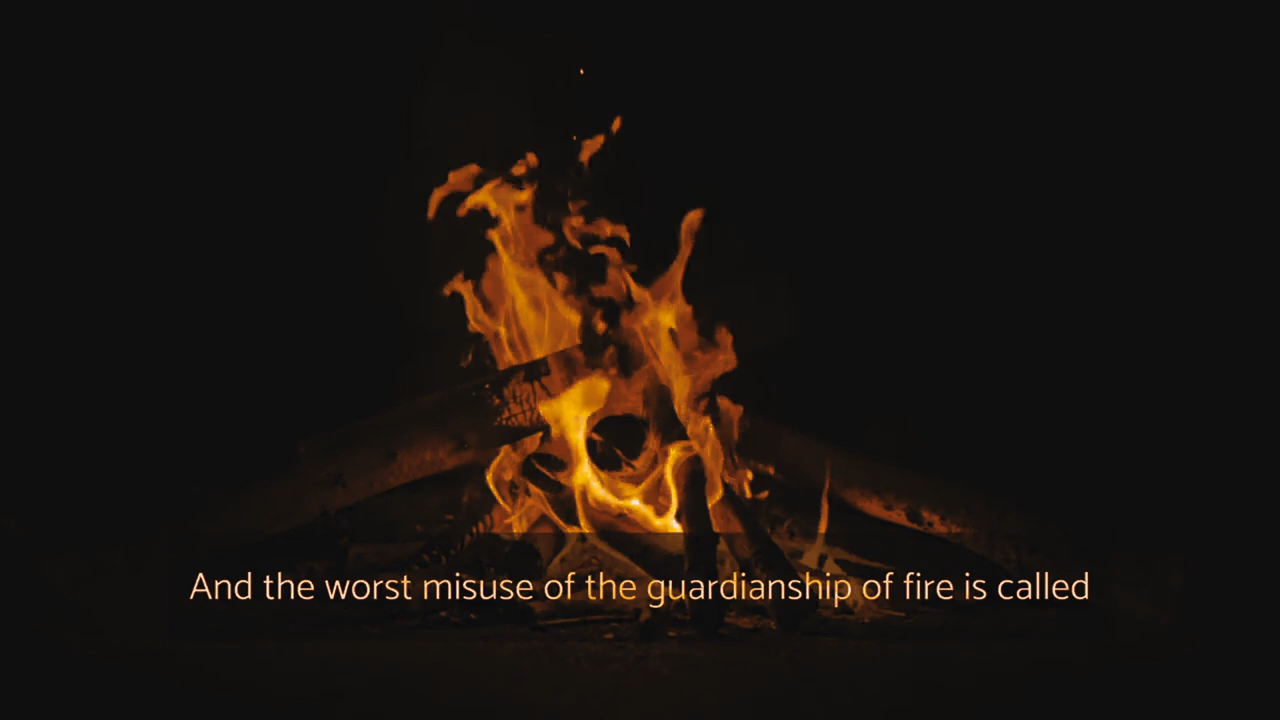 And the worst misuse of the guardianship of fire is called